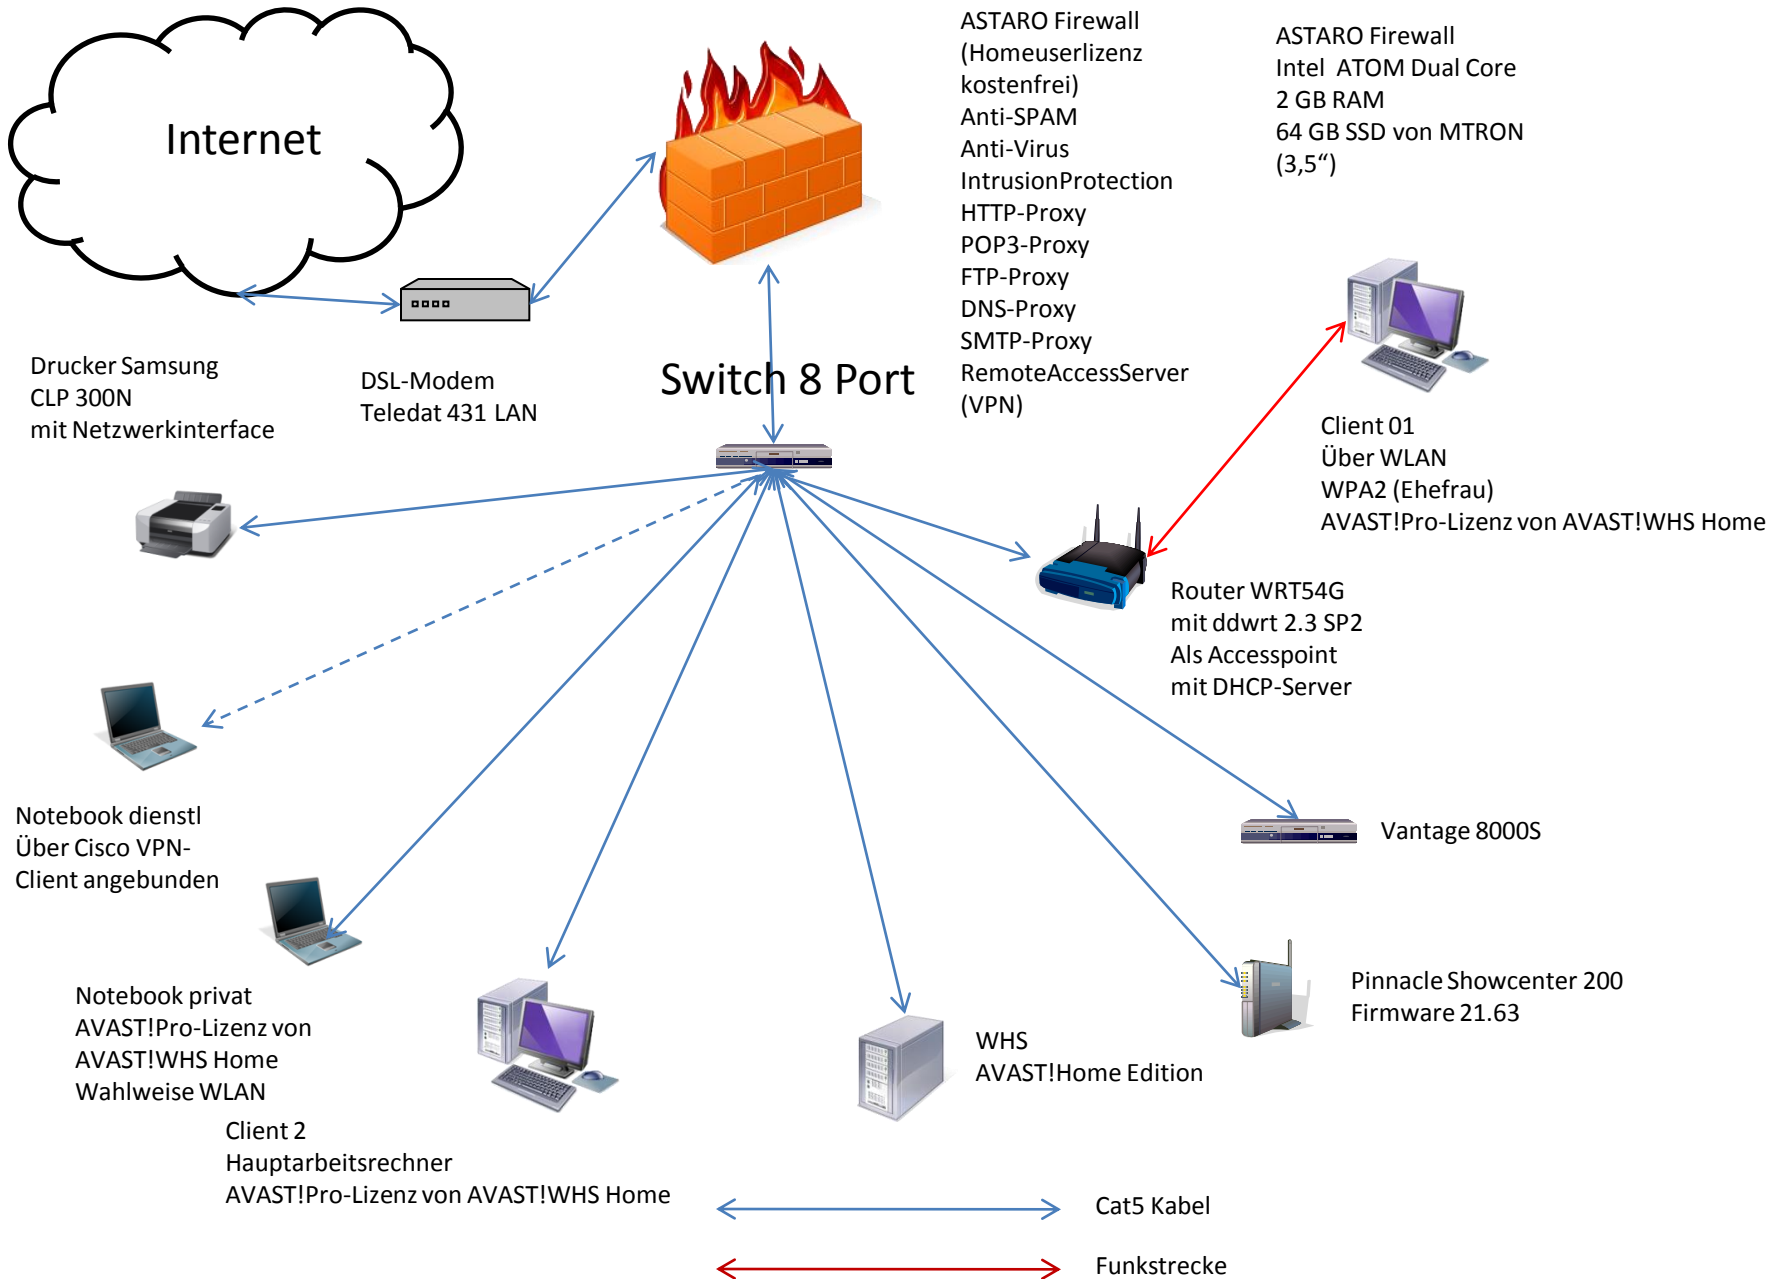 Internet
ASTARO Firewall
(Homeuserlizenz
kostenfrei)
Anti-SPAM
Anti-Virus
IntrusionProtection
HTTP-Proxy
POP3-Proxy
FTP-Proxy
DNS-Proxy
SMTP-Proxy
RemoteAccessServer
(VPN)
ASTARO Firewall
Intel ATOM Dual Core
2 GB RAM
64 GB SSD von MTRON
(3,5“)
Drucker Samsung
CLP 300N
mit Netzwerkinterface
DSL-Modem
Teledat 431 LAN
Switch 8 Port
Client 01
Über WLAN
WPA2 (Ehefrau)
AVAST!Pro-Lizenz von AVAST!WHS Home
Router WRT54G
mit ddwrt 2.3 SP2
Als Accesspoint
mit DHCP-Server
Notebook dienstl
Über Cisco VPN-
Client angebunden
Vantage 8000S
Notebook privat
AVAST!Pro-Lizenz von
AVAST!WHS Home
Wahlweise WLAN
Pinnacle Showcenter 200
Firmware 21.63
WHS
AVAST!Home Edition
Client 2
Hauptarbeitsrechner
AVAST!Pro-Lizenz von AVAST!WHS Home
Cat5 Kabel
Funkstrecke